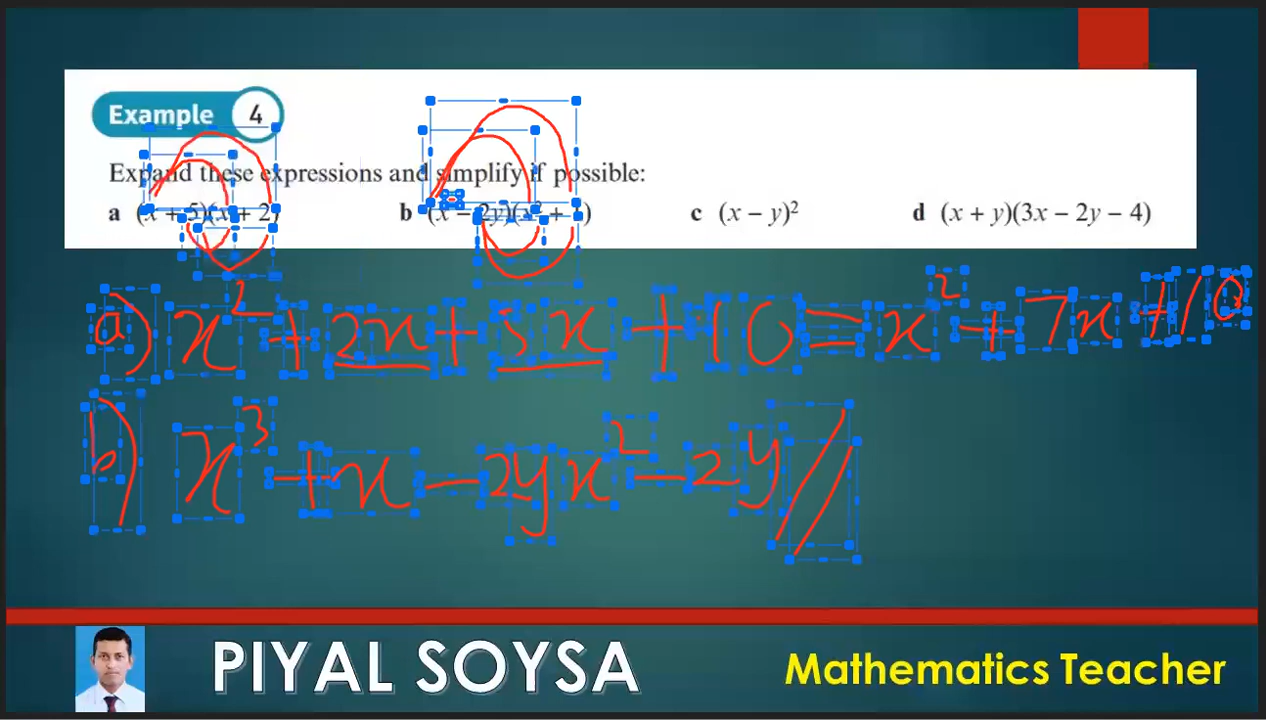 Example 4
Expand these expressions and simplify if possible:
a (x + 5)(x + 2) b (x − 2y)(x² + 1) c (x − y)² d (x + y)(3x − 2y − 4)
a) x² + 2x + 5x + 10 = x² + 7x + 10
b) x³ + x − 2yx² − 2y //
PIYAL SOYSA Mathematics Teacher